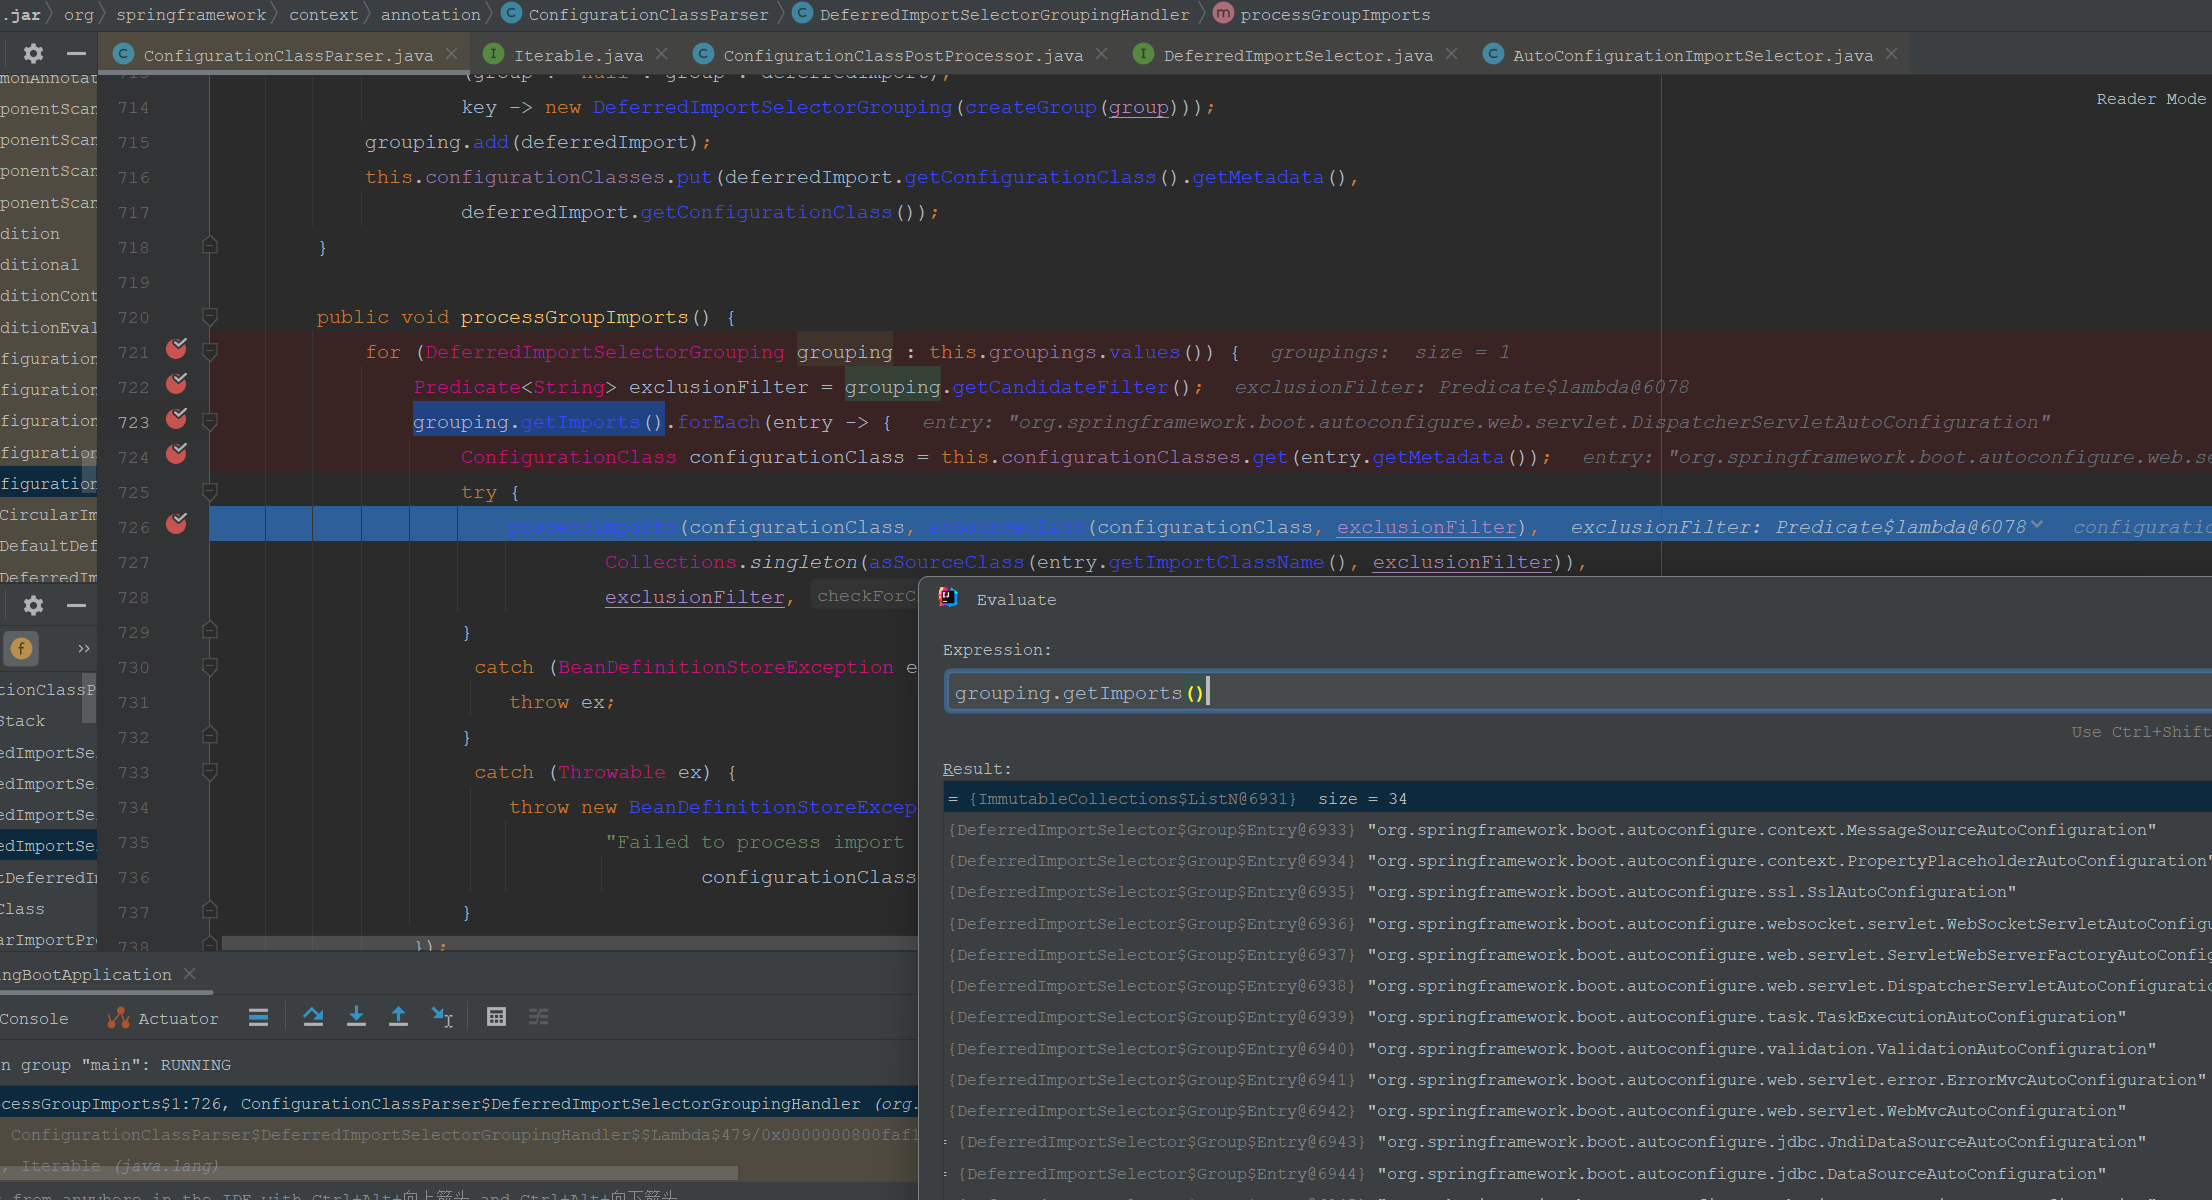 .jar org springframework context annotation ConfigurationClassParser DeferredImportSelectorGroupingHandler processGroupImports
ConfigurationClassParser.java Iterable.java ConfigurationClassPostProcessor.java DeferredImportSelector.java AutoConfigurationImportSelector.java
Reader Mode
714 key -> new DeferredImportSelectorGrouping(createGroup(group)));
715 grouping.add(deferredImport);
716 this.configurationClasses.put(deferredImport.getConfigurationClass().getMetadata(),
717 deferredImport.getConfigurationClass());
718 }
719
720 public void processGroupImports() {
721 for (DeferredImportSelectorGrouping grouping : this.groupings.values()) { groupings: size = 1
722 Predicate<String> exclusionFilter = grouping.getCandidateFilter(); exclusionFilter: Predicate$lambda@6078
723 grouping.getImports().forEach(entry -> { entry: "org.springframework.boot.autoconfigure.web.servlet.DispatcherServletAutoConfiguration"
724 ConfigurationClass configurationClass = this.configurationClasses.get(entry.getMetadata()); entry: "org.springframework.boot.autoconfigure.web.se
725 try {
726 processImports(configurationClass, asSourceClass(configurationClass, exclusionFilter), exclusionFilter: Predicate$lambda@6078 configuratio
727 Collections.singleton(asSourceClass(entry.getImportClassName(), exclusionFilter)),
728 exclusionFilter, checkForC
729 }
730 catch (BeanDefinitionStoreException e
731 throw ex;
732 }
733 catch (Throwable ex) {
734 throw new BeanDefinitionStoreExcep
735 "Failed to process import
736 configurationClass
737 }
738 });
monAnnotat
ponentScan
ponentScan
ponentScan
ponentScan
dition
ditional
ditionCont
ditionEval
figuration
figuration
figuration
figuration
figuration
CircularIm
DefaultDef
DeferredIm
f »
tionClassP
Stack
edImportSe
edImportSe
edImportSe
edImportSe
tDeferredI
Class
arImportPr
ingBootApplication
Console Actuator
n group "main": RUNNING
cessGroupImports$1:726, ConfigurationClassParser$DeferredImportSelectorGroupingHandler (org.
ConfigurationClassParser$DeferredImportSelectorGroupingHandler$$Lambda$479/0x0000000800faf1
, Iterable (java.lang)
from anywhere in the IDE with Ctrl+Alt+向上箭头 and Ctrl+Alt+向下箭头
Evaluate
Expression:
grouping.getImports()
Use Ctrl+Shift
Result:
= {ImmutableCollections$ListN@6931} size = 34
{DeferredImportSelector$Group$Entry@6933} "org.springframework.boot.autoconfigure.context.MessageSourceAutoConfiguration"
{DeferredImportSelector$Group$Entry@6934} "org.springframework.boot.autoconfigure.context.PropertyPlaceholderAutoConfiguration"
{DeferredImportSelector$Group$Entry@6935} "org.springframework.boot.autoconfigure.ssl.SslAutoConfiguration"
{DeferredImportSelector$Group$Entry@6936} "org.springframework.boot.autoconfigure.websocket.servlet.WebSocketServletAutoConfigu
{DeferredImportSelector$Group$Entry@6937} "org.springframework.boot.autoconfigure.web.servlet.ServletWebServerFactoryAutoConfig
{DeferredImportSelector$Group$Entry@6938} "org.springframework.boot.autoconfigure.web.servlet.DispatcherServletAutoConfiguratio
{DeferredImportSelector$Group$Entry@6939} "org.springframework.boot.autoconfigure.task.TaskExecutionAutoConfiguration"
{DeferredImportSelector$Group$Entry@6940} "org.springframework.boot.autoconfigure.validation.ValidationAutoConfiguration"
{DeferredImportSelector$Group$Entry@6941} "org.springframework.boot.autoconfigure.web.servlet.error.ErrorMvcAutoConfiguration"
{DeferredImportSelector$Group$Entry@6942} "org.springframework.boot.autoconfigure.web.servlet.WebMvcAutoConfiguration"
{DeferredImportSelector$Group$Entry@6943} "org.springframework.boot.autoconfigure.jdbc.JndiDataSourceAutoConfiguration"
{DeferredImportSelector$Group$Entry@6944} "org.springframework.boot.autoconfigure.jdbc.DataSourceAutoConfiguration"